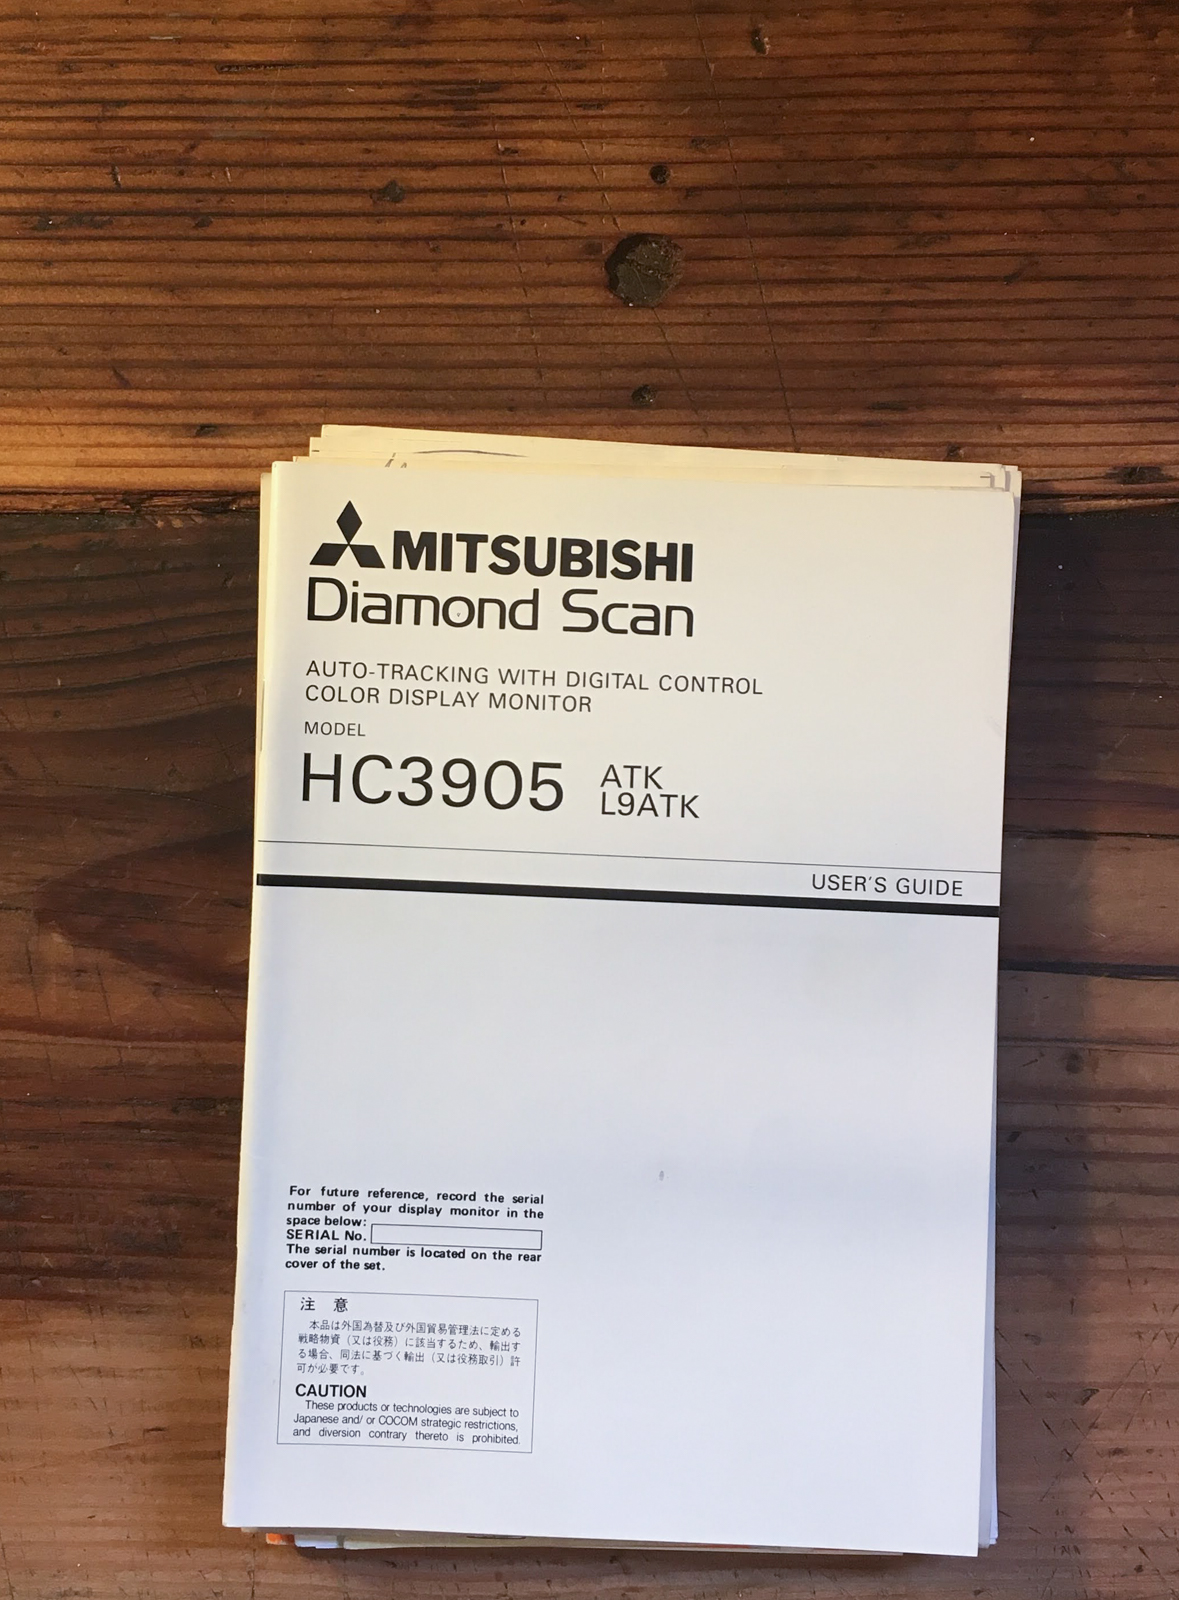 MITSUBISHI
Diamond Scan
AUTO-TRACKING WITH DIGITAL CONTROL
COLOR DISPLAY MONITOR
MODEL
HC3905 ATK
L9ATK
USER'S GUIDE
For future reference, record the serial
number of your display monitor in the
space below:
SERIAL No.
The serial number is located on the rear
cover of the set.
注 意
本品は外国為替及び外国貿易管理法に定める
戦略物資（又は役務）に該当するため、輸出す
る場合、同法に基づく輸出（又は役務取引）許
可が必要です。
CAUTION
These products or technologies are subject to
Japanese and/ or COCOM strategic restrictions,
and diversion contrary thereto is prohibited.